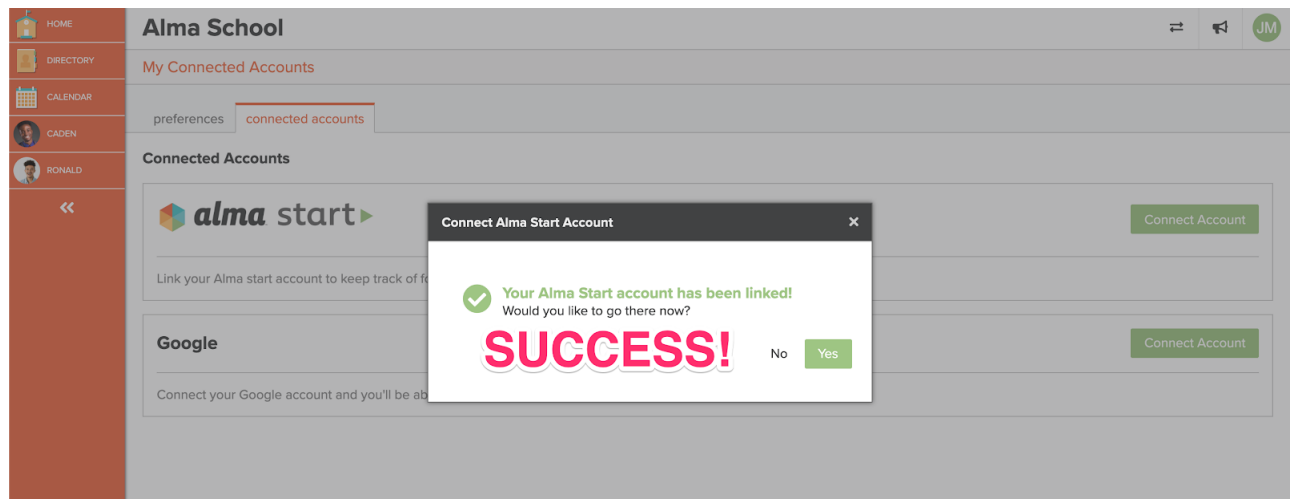 HOME
Alma School
JM
DIRECTORY
My Connected Accounts
CALENDAR
preferences
connected accounts
CADEN
Connected Accounts
RONALD
alma start
Connect Account
Link your Alma start account to keep track of
Connect Alma Start Account
×
Your Alma Start account has been linked!
Would you like to go there now?
SUCCESS!
No
Yes
Google
Connect Account
Connect your Google account and you'll be